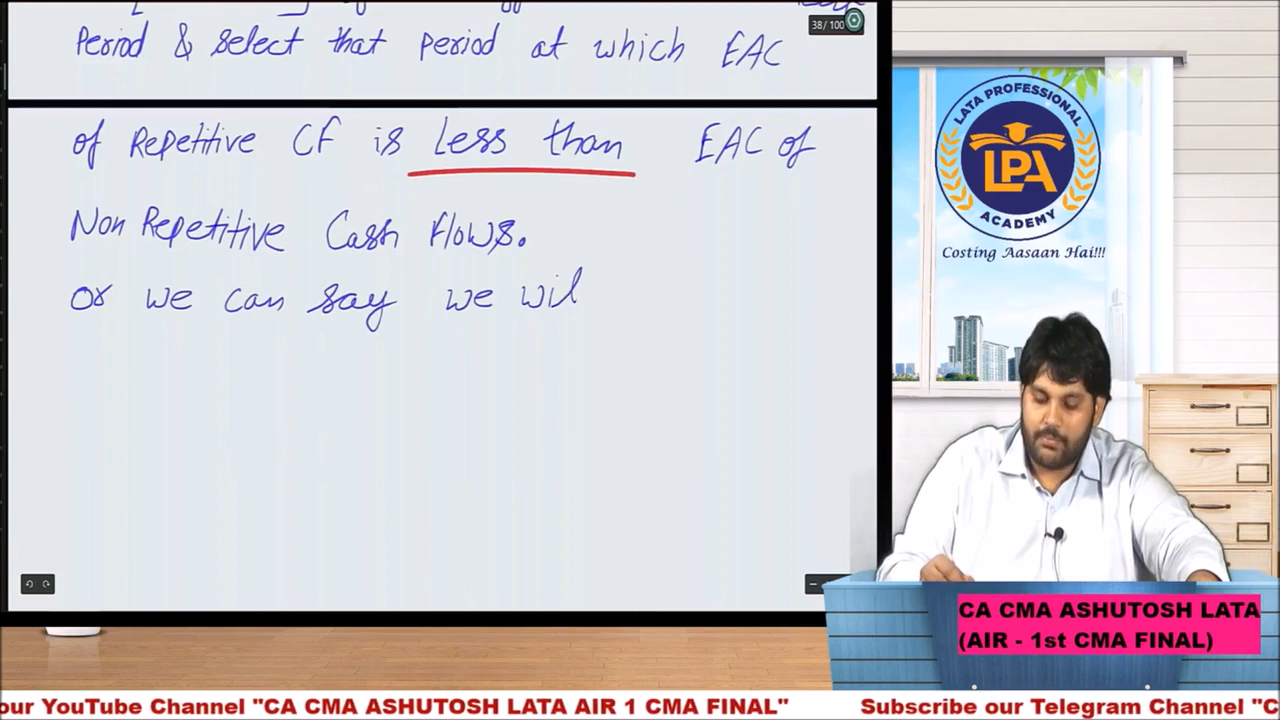 38/100
Period & select that period at which EAC
of Repetitive CF is less than EAC of
Non Repetitive Cash flows.
or we can say we wil
LATA PROFESSIONAL
LPA
ACADEMY
Costing Aasaan Hai!!!
CA CMA ASHUTOSH LATA
(AIR - 1st CMA FINAL)
our YouTube Channel "CA CMA ASHUTOSH LATA AIR 1 CMA FINAL" Subscribe our Telegram Channel "C